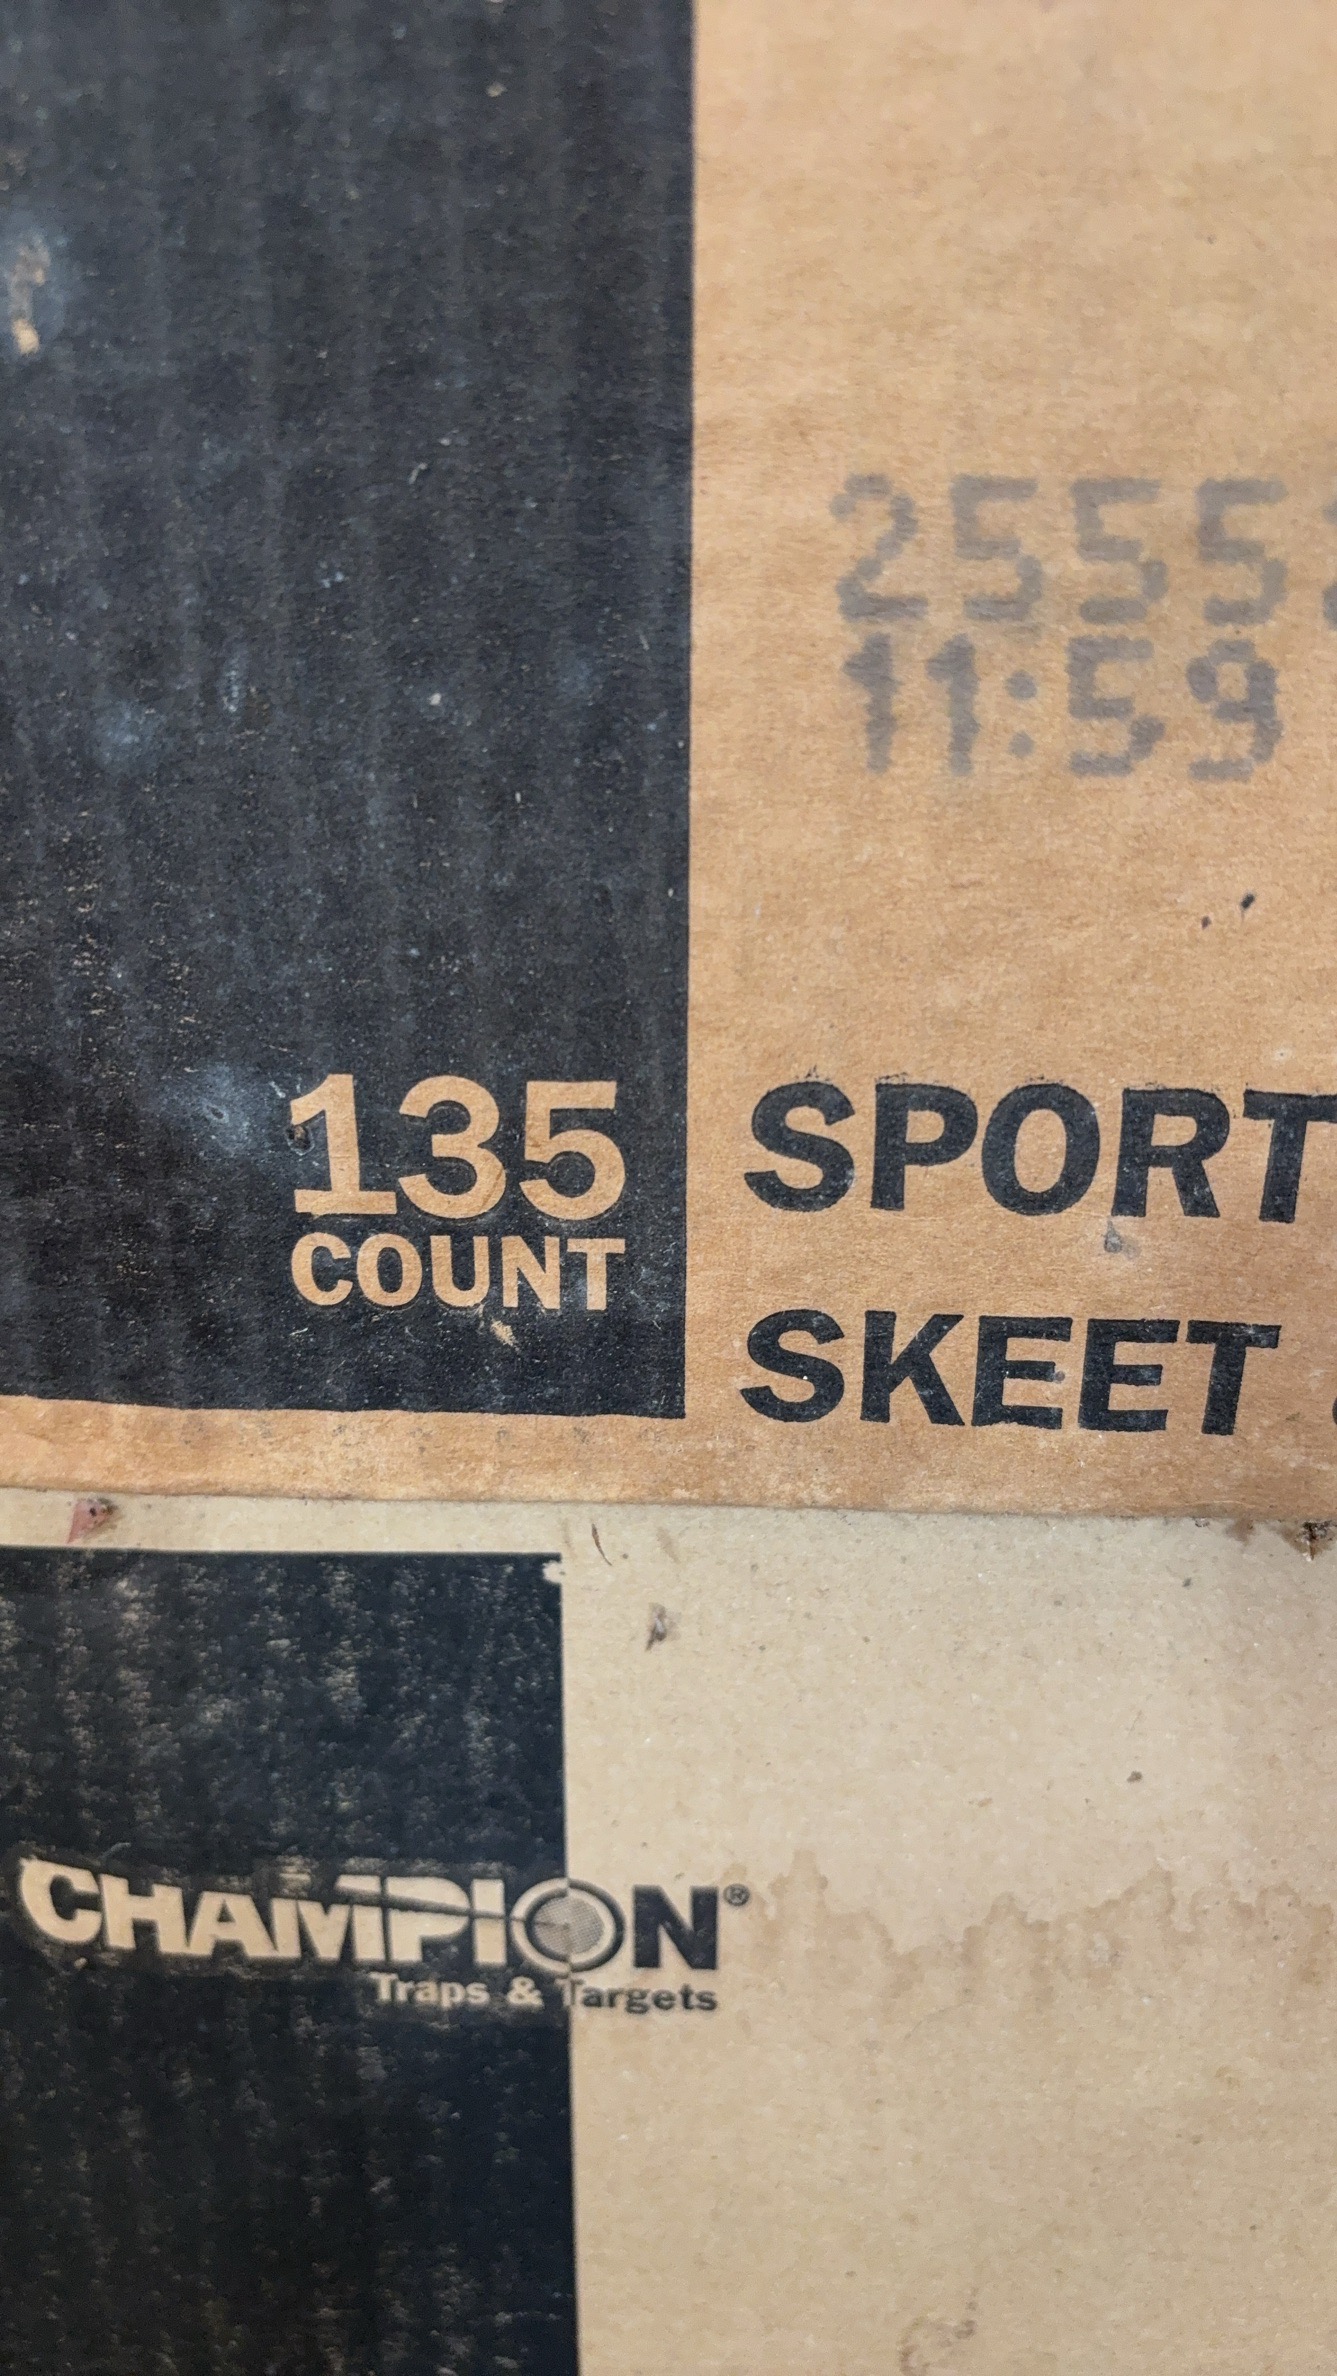 2555
11:59
135
COUNT
SPORT
SKEET
CHAMPION®
Traps & Targets